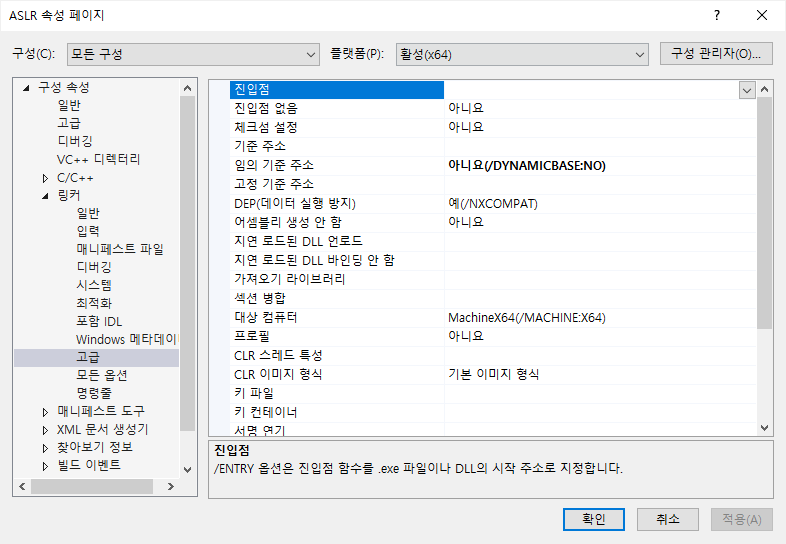 ASLR 속성 페이지
구성(C): 모든 구성 플랫폼(P): 활성(x64) 구성 관리자(O)...
구성 속성
일반
고급
디버깅
VC++ 디렉터리
C/C++
링커
일반
입력
매니페스트 파일
디버깅
시스템
최적화
포함 IDL
Windows 메타데이
고급
모든 옵션
명령줄
매니페스트 도구
XML 문서 생성기
찾아보기 정보
빌드 이벤트
진입점
진입점 없음 아니요
체크섬 설정 아니요
기준 주소
임의 기준 주소 아니요(/DYNAMICBASE:NO)
고정 기준 주소
DEP(데이터 실행 방지) 예(/NXCOMPAT)
어셈블리 생성 안 함 아니요
지연 로드된 DLL 언로드
지연 로드된 DLL 바인딩 안 함
가져오기 라이브러리
섹션 병합
대상 컴퓨터 MachineX64(/MACHINE:X64)
프로필 아니요
CLR 스레드 특성
CLR 이미지 형식 기본 이미지 형식
키 파일
키 컨테이너
서명 연기
진입점
/ENTRY 옵션은 진입점 함수를 .exe 파일이나 DLL의 시작 주소로 지정합니다.
확인 취소 적용(A)